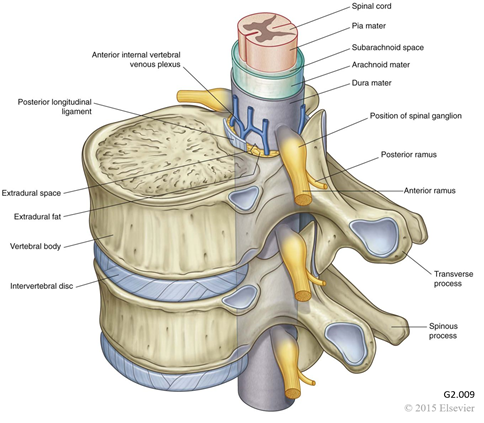 Spinal cord
Pia mater
Subarachnoid space
Arachnoid mater
Dura mater
Anterior internal vertebral
venous plexus
Posterior longitudinal
ligament
Position of spinal ganglion
Posterior ramus
Anterior ramus
Extradural space
Extradural fat
Vertebral body
Intervertebral disc
Transverse
process
Spinous
process
G2.009
© 2015 Elsevier